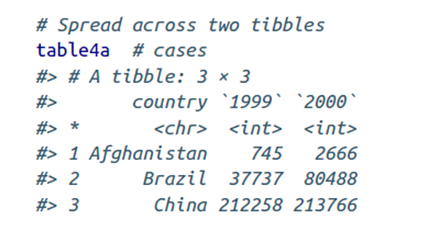 # Spread across two tibbles
table4a  # cases
#> # A tibble: 3 × 3
#>       country `1999` `2000`
#> *       <chr>  <int>  <int>
#> 1 Afghanistan    745   2666
#> 2      Brazil  37737  80488
#> 3       China 212258 213766